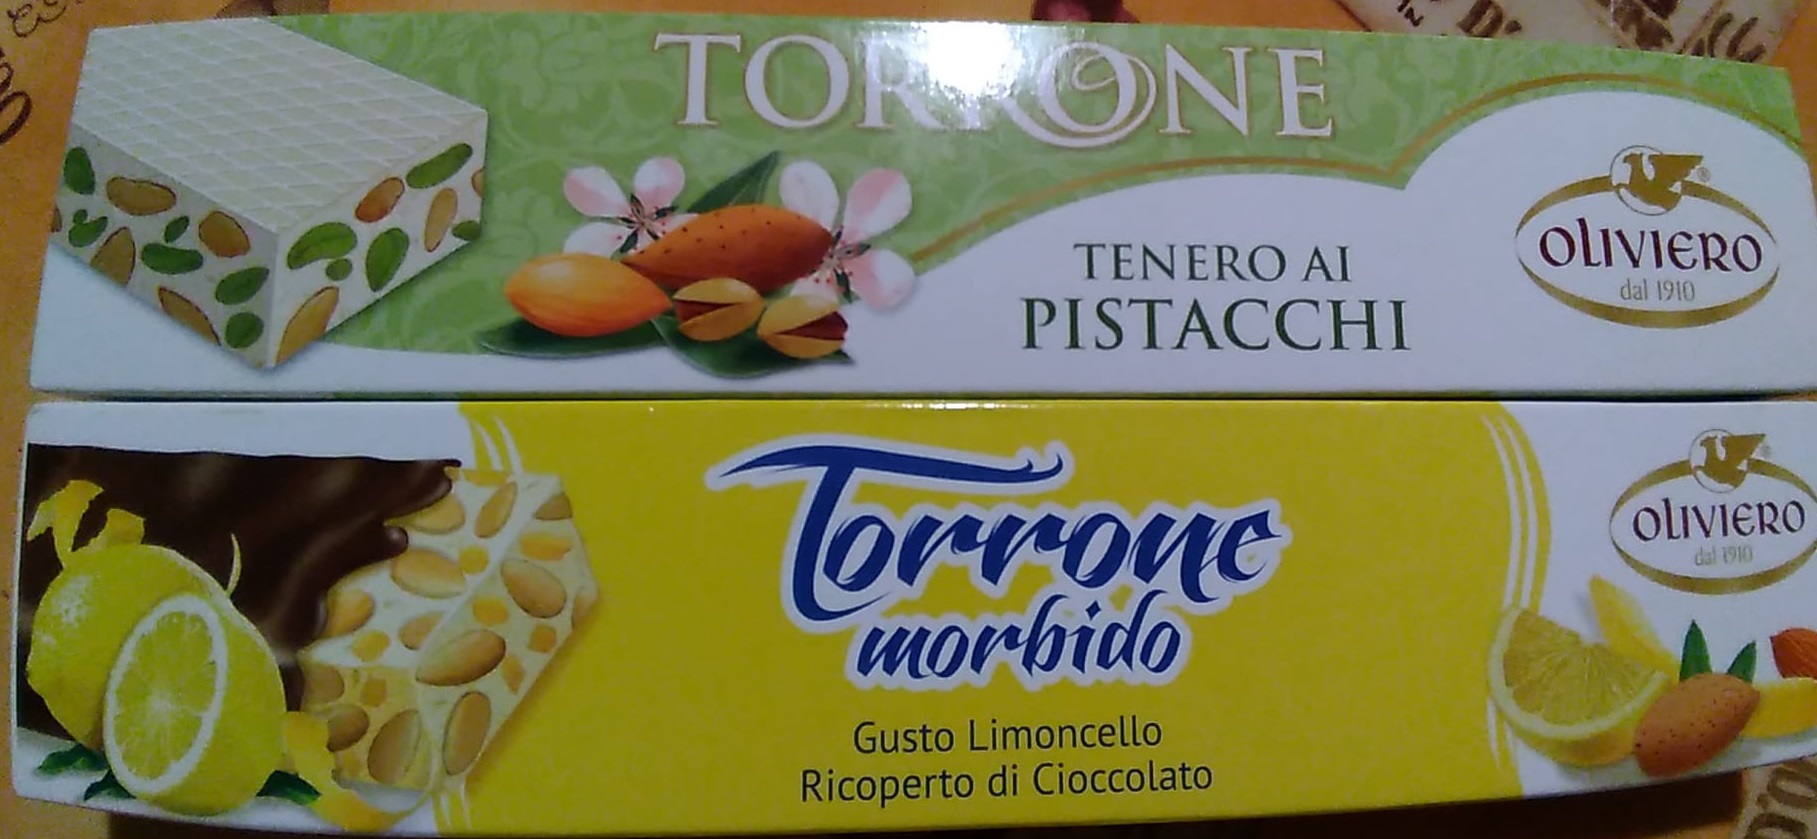 TORRONE
TENERO AI
PISTACCHI
OLIVIERO
dal 1910
Torrone
morbido
Gusto Limoncello
Ricoperto di Cioccolato
OLIVIERO
dal 1910